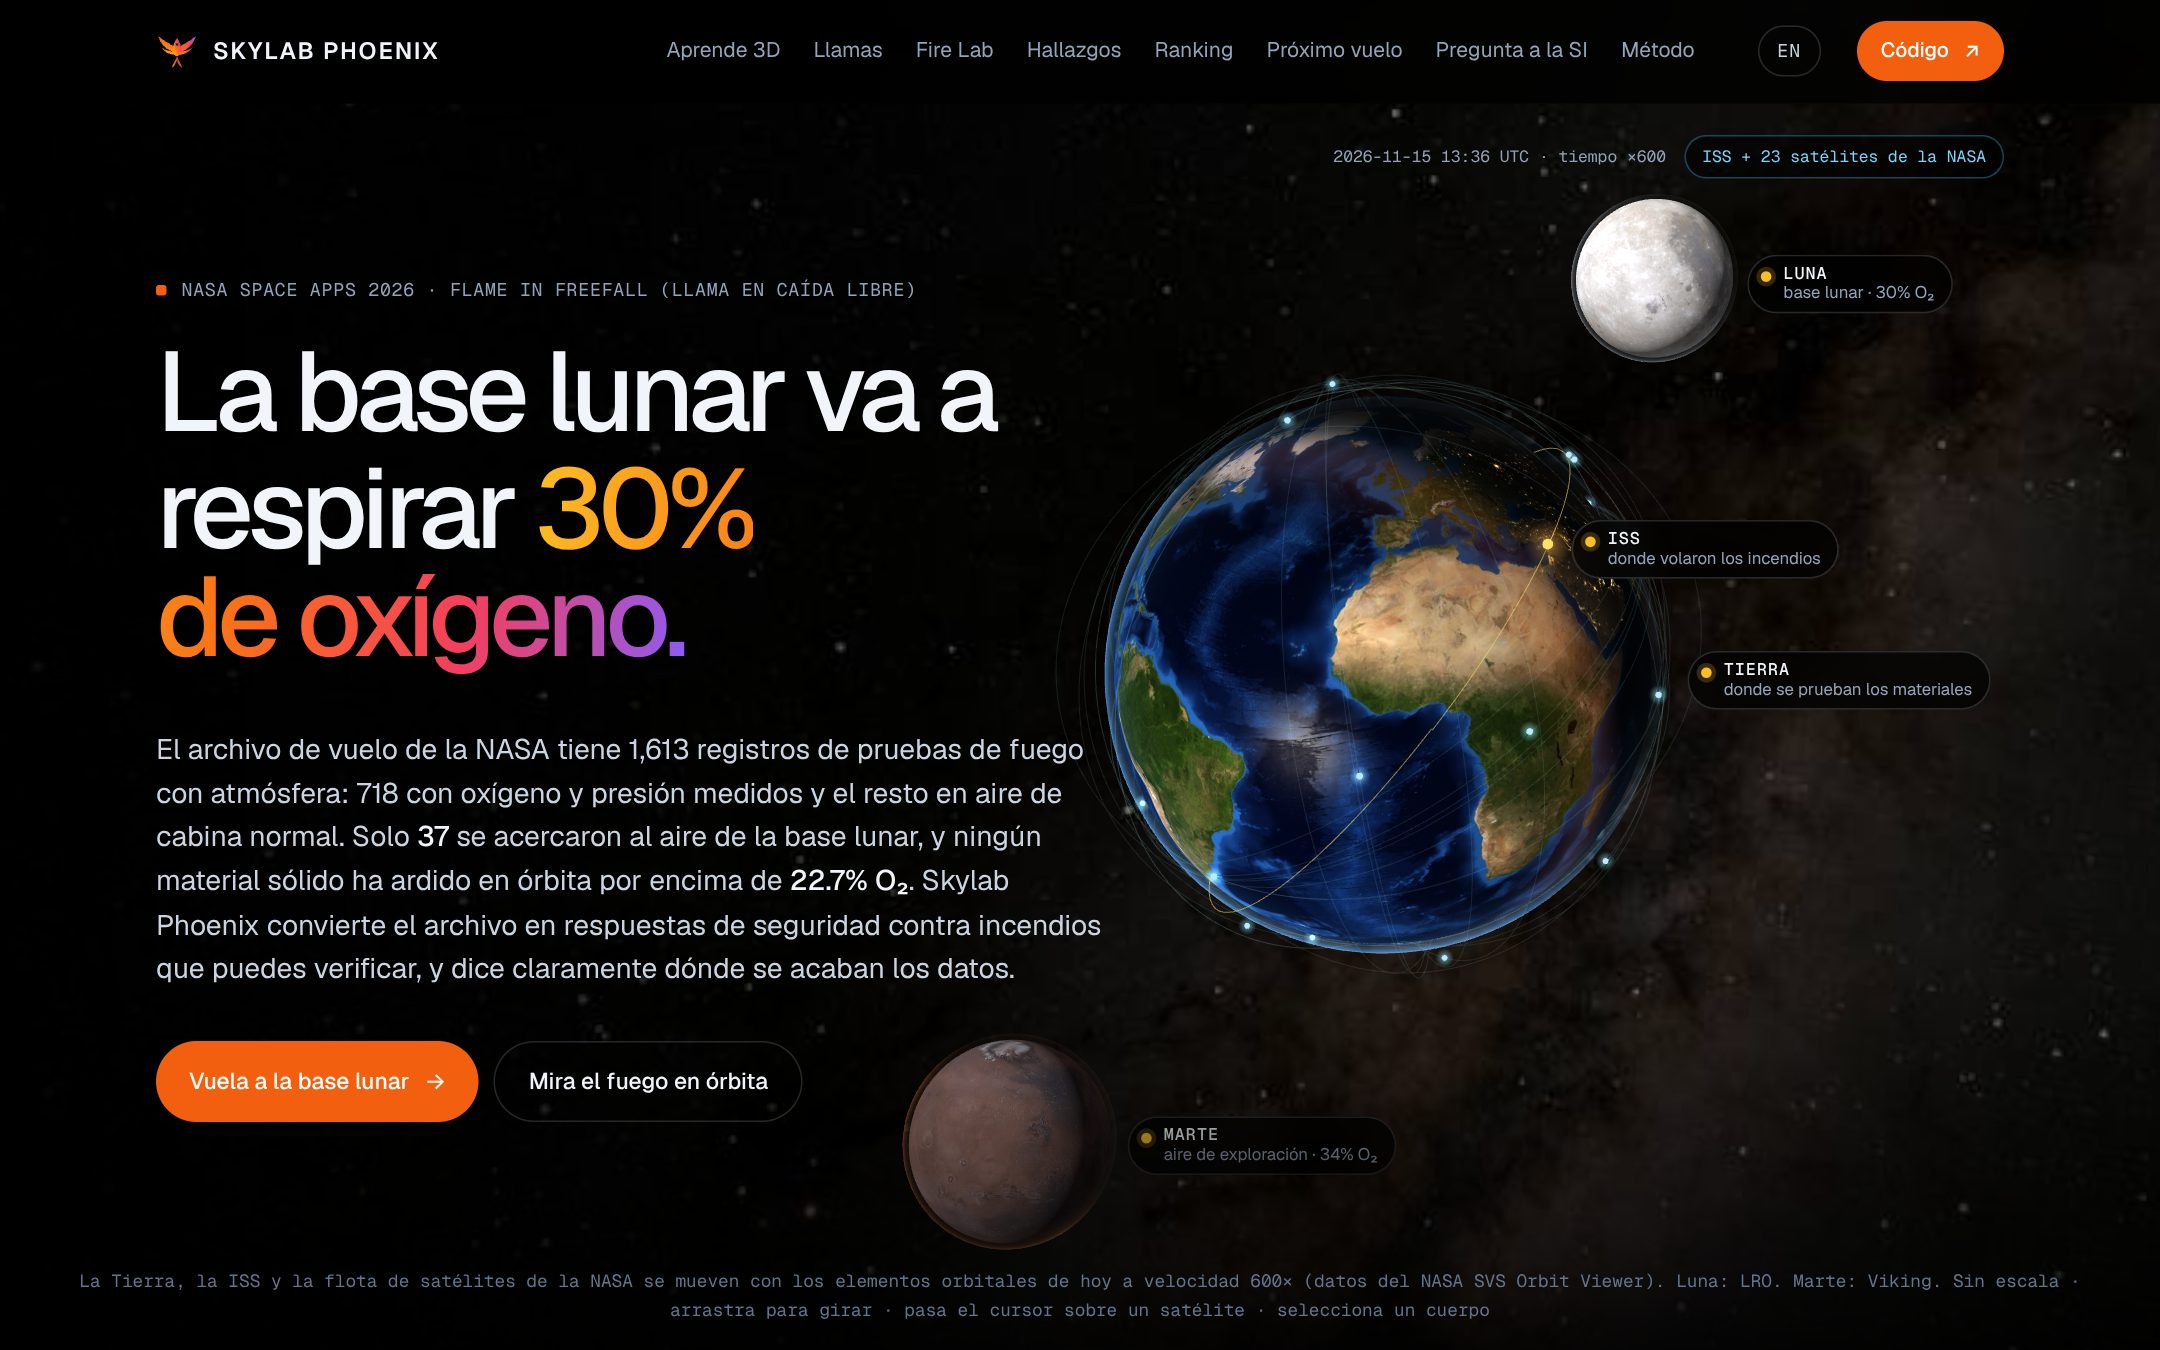 SKYLAB PHOENIX
Aprende 3D
Llamas
Fire Lab
Hallazgos
Ranking
Próximo vuelo
Pregunta a la SI
Método
EN
Código ↗
2026-11-15 13:36 UTC · tiempo ×600
ISS + 23 satélites de la NASA
LUNA
base lunar · 30% O₂
NASA SPACE APPS 2026 · FLAME IN FREEFALL (LLAMA EN CAÍDA LIBRE)
La base lunar va a
respirar 30%
de oxígeno.
ISS
donde volaron los incendios
TIERRA
donde se prueban los materiales
El archivo de vuelo de la NASA tiene 1,613 registros de pruebas de fuego
con atmósfera: 718 con oxígeno y presión medidos y el resto en aire de
cabina normal. Solo 37 se acercaron al aire de la base lunar, y ningún
material sólido ha ardido en órbita por encima de 22.7% O₂. Skylab
Phoenix convierte el archivo en respuestas de seguridad contra incendios
que puedes verificar, y dice claramente dónde se acaban los datos.
Vuela a la base lunar →
Mira el fuego en órbita
MARTE
aire de exploración · 34% O₂
La Tierra, la ISS y la flota de satélites de la NASA se mueven con los elementos orbitales de hoy a velocidad 600× (datos del NASA SVS Orbit Viewer). Luna: LRO. Marte: Viking. Sin escala ·
arrastra para girar · pasa el cursor sobre un satélite · selecciona un cuerpo